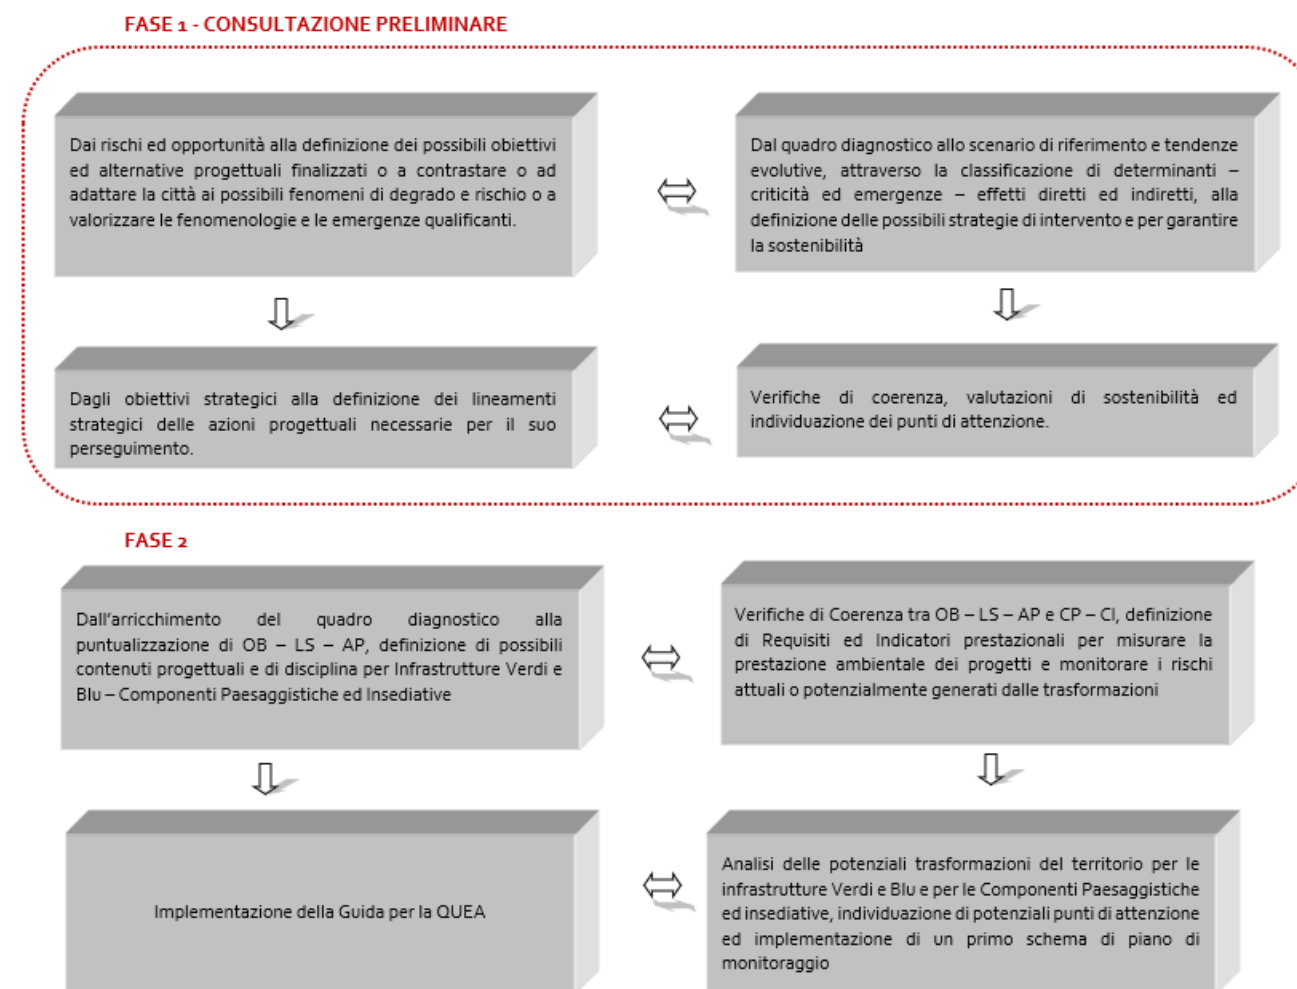 FASE 1 - CONSULTAZIONE PRELIMINARE
Dai rischi ed opportunità alla definizione dei possibili obiettivi
ed alternative progettuali finalizzati o a contrastare o ad
adattare la città ai possibili fenomeni di degrado e rischio o a
valorizzare le fenomenologie e le emergenze qualificanti.
Dal quadro diagnostico allo scenario di riferimento e tendenze
evolutive, attraverso la classificazione di determinanti –
criticità ed emergenze – effetti diretti ed indiretti, alla
definizione delle possibili strategie di intervento e per garantire
la sostenibilità
Dagli obiettivi strategici alla definizione dei lineamenti
strategici delle azioni progettuali necessarie per il suo
perseguimento.
Verifiche di coerenza, valutazioni di sostenibilità ed
individuazione dei punti di attenzione.
FASE 2
Dall’arricchimento del quadro diagnostico alla
puntualizzazione di OB – LS – AP, definizione di possibili
contenuti progettuali e di disciplina per Infrastrutture Verdi e
Blu – Componenti Paesaggistiche ed Insediative
Verifiche di Coerenza tra OB – LS – AP e CP – CI, definizione
di Requisiti ed Indicatori prestazionali per misurare la
prestazione ambientale dei progetti e monitorare i rischi
attuali o potenzialmente generati dalle trasformazioni
Implementazione della Guida per la QUEA
Analisi delle potenziali trasformazioni del territorio per le
infrastrutture Verdi e Blu e per le Componenti Paesaggistiche
ed insediative, individuazione di potenziali punti di attenzione
ed implementazione di un primo schema di piano di
monitoraggio